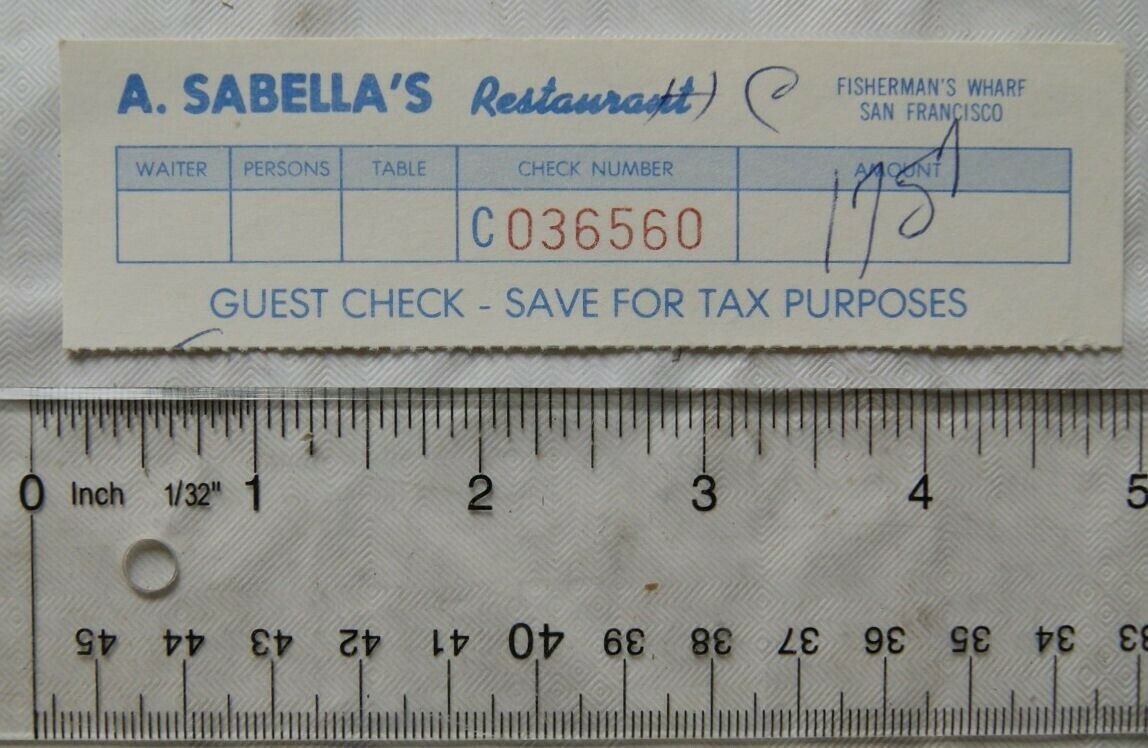 A. SABELLA'S Restaurant
FISHERMAN'S WHARF
SAN FRANCISCO
WAITER PERSONS TABLE CHECK NUMBER AMOUNT
C036560
GUEST CHECK - SAVE FOR TAX PURPOSES
0 Inch 1/32" 1 2 3 4 5
45 44 43 42 41 40 39 38 37 36 35 34 33